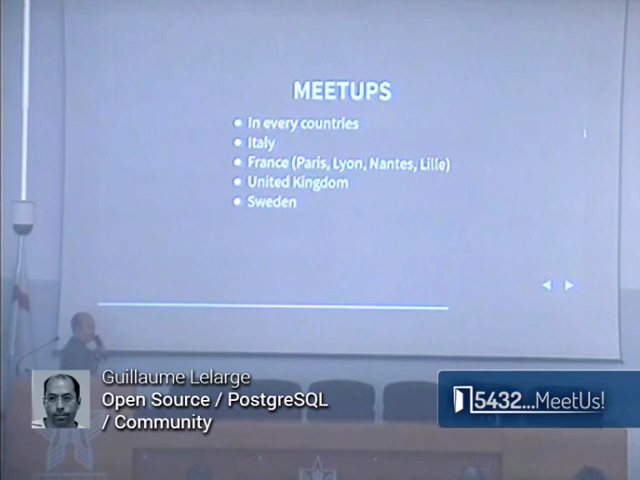 MEETUPS
In every countries
Italy
France (Paris, Lyon, Nantes, Lille)
United Kingdom
Sweden
Guillaume Lelarge
Open Source / PostgreSQL
/ Community
5432...MeetUs!